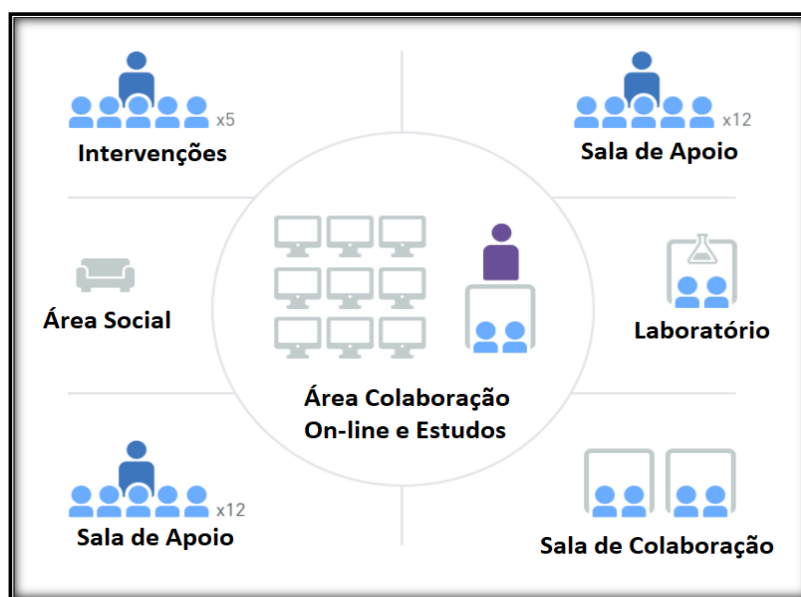 x5
Intervenções
x12
Sala de Apoio
Área Social
Laboratório
Área Colaboração
On-line e Estudos
x12
Sala de Apoio
Sala de Colaboração